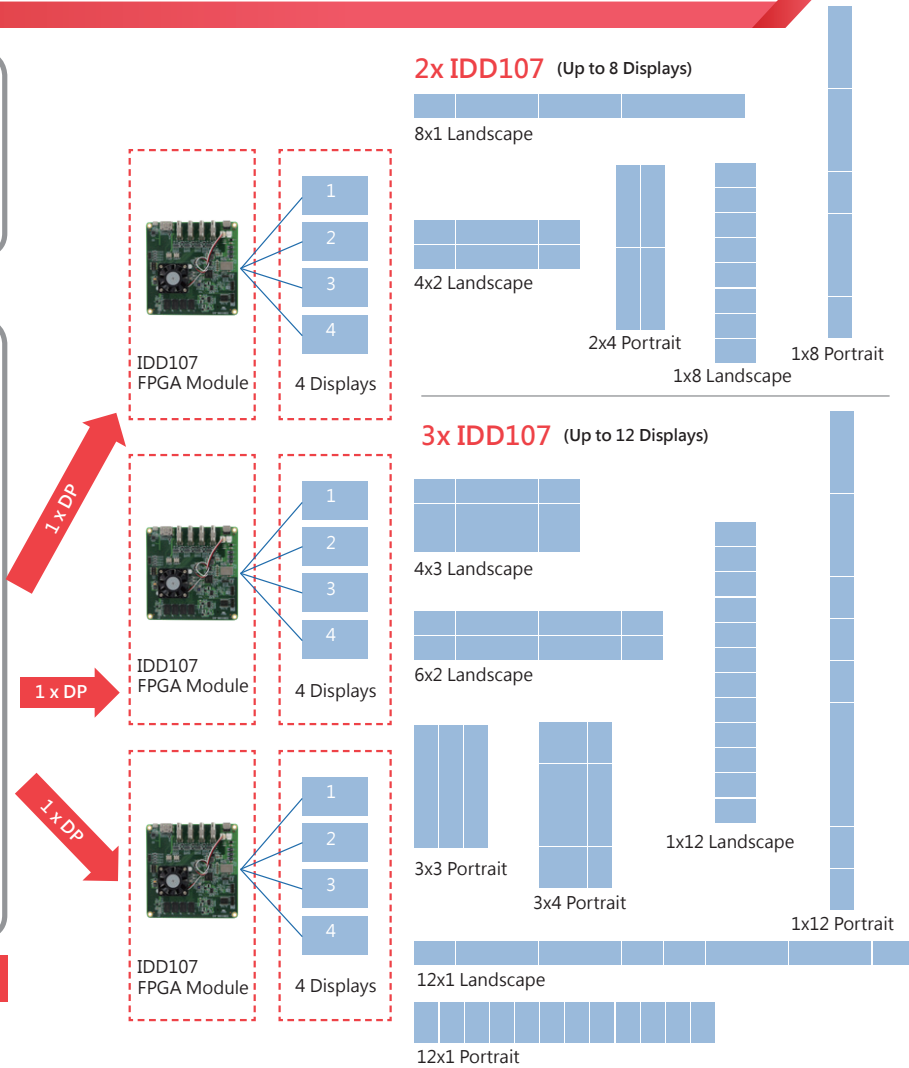 2x IDD107 (Up to 8 Displays)
8x1 Landscape
4x2 Landscape
2x4 Portrait
1x8 Landscape
1x8 Portrait
1
2
3
4
IDD107
FPGA Module
4 Displays
1 x DP
3x IDD107 (Up to 12 Displays)
4x3 Landscape
6x2 Landscape
3x3 Portrait
3x4 Portrait
1x12 Landscape
1x12 Portrait
12x1 Landscape
12x1 Portrait
1
2
3
4
IDD107
FPGA Module
4 Displays
1 x DP
1
2
3
4
IDD107
FPGA Module
4 Displays
1 x DP